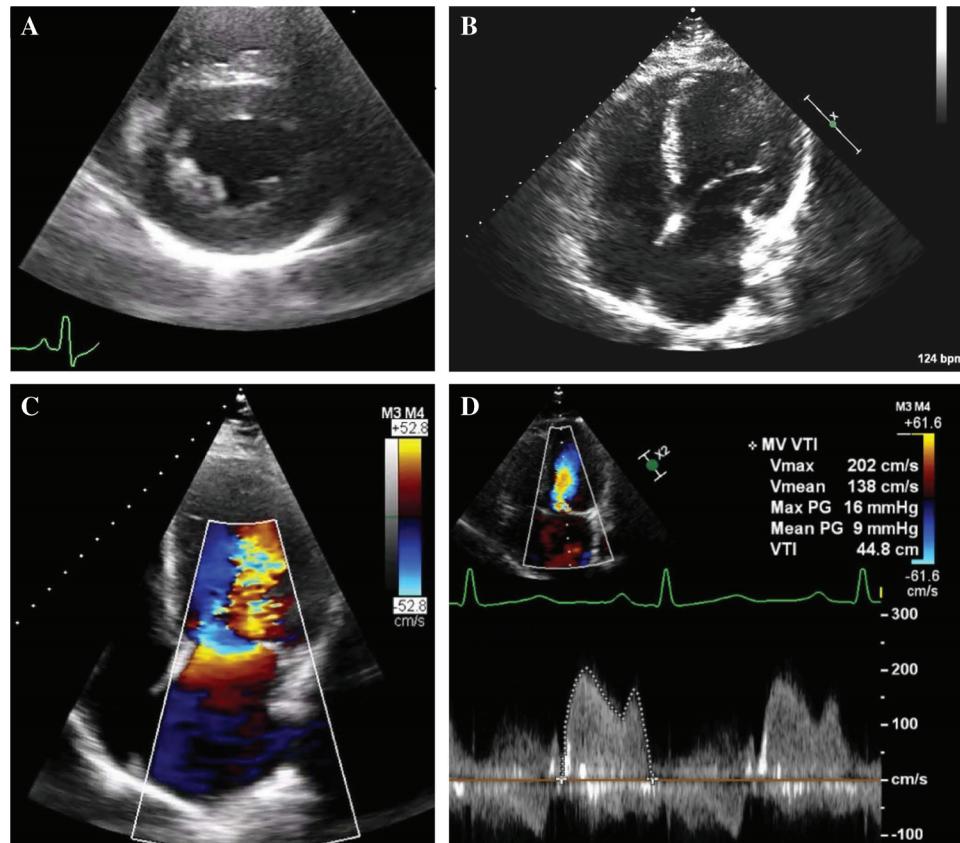 A
B
X
124 bpm
C
M3 M4
+52.8
-52.8
cm/s
D
X2
MV VTI
Vmax 202 cm/s
Vmean 138 cm/s
Max PG 16 mmHg
Mean PG 9 mmHg
VTI 44.8 cm
M3 M4
+61.6
-61.6
cm/s
300
200
100
cm/s
-100